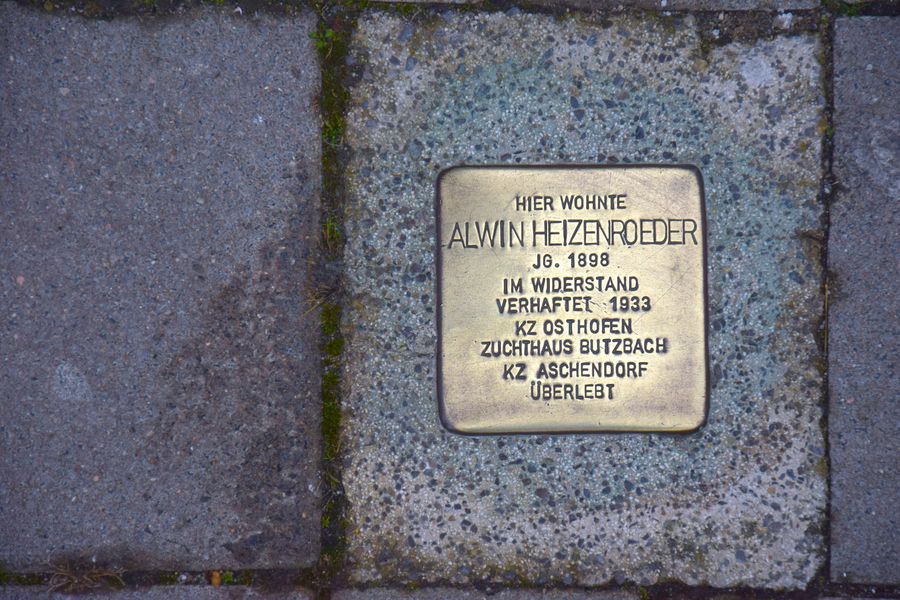 HIER WOHNTE
ALWIN HEIZENROEDER
JG. 1898
IM WIDERSTAND
VERHAFTET 1933
KZ OSTHOFEN
ZUCHTHAUS BUTZBACH
KZ ASCHENDORF
ÜBERLEBT